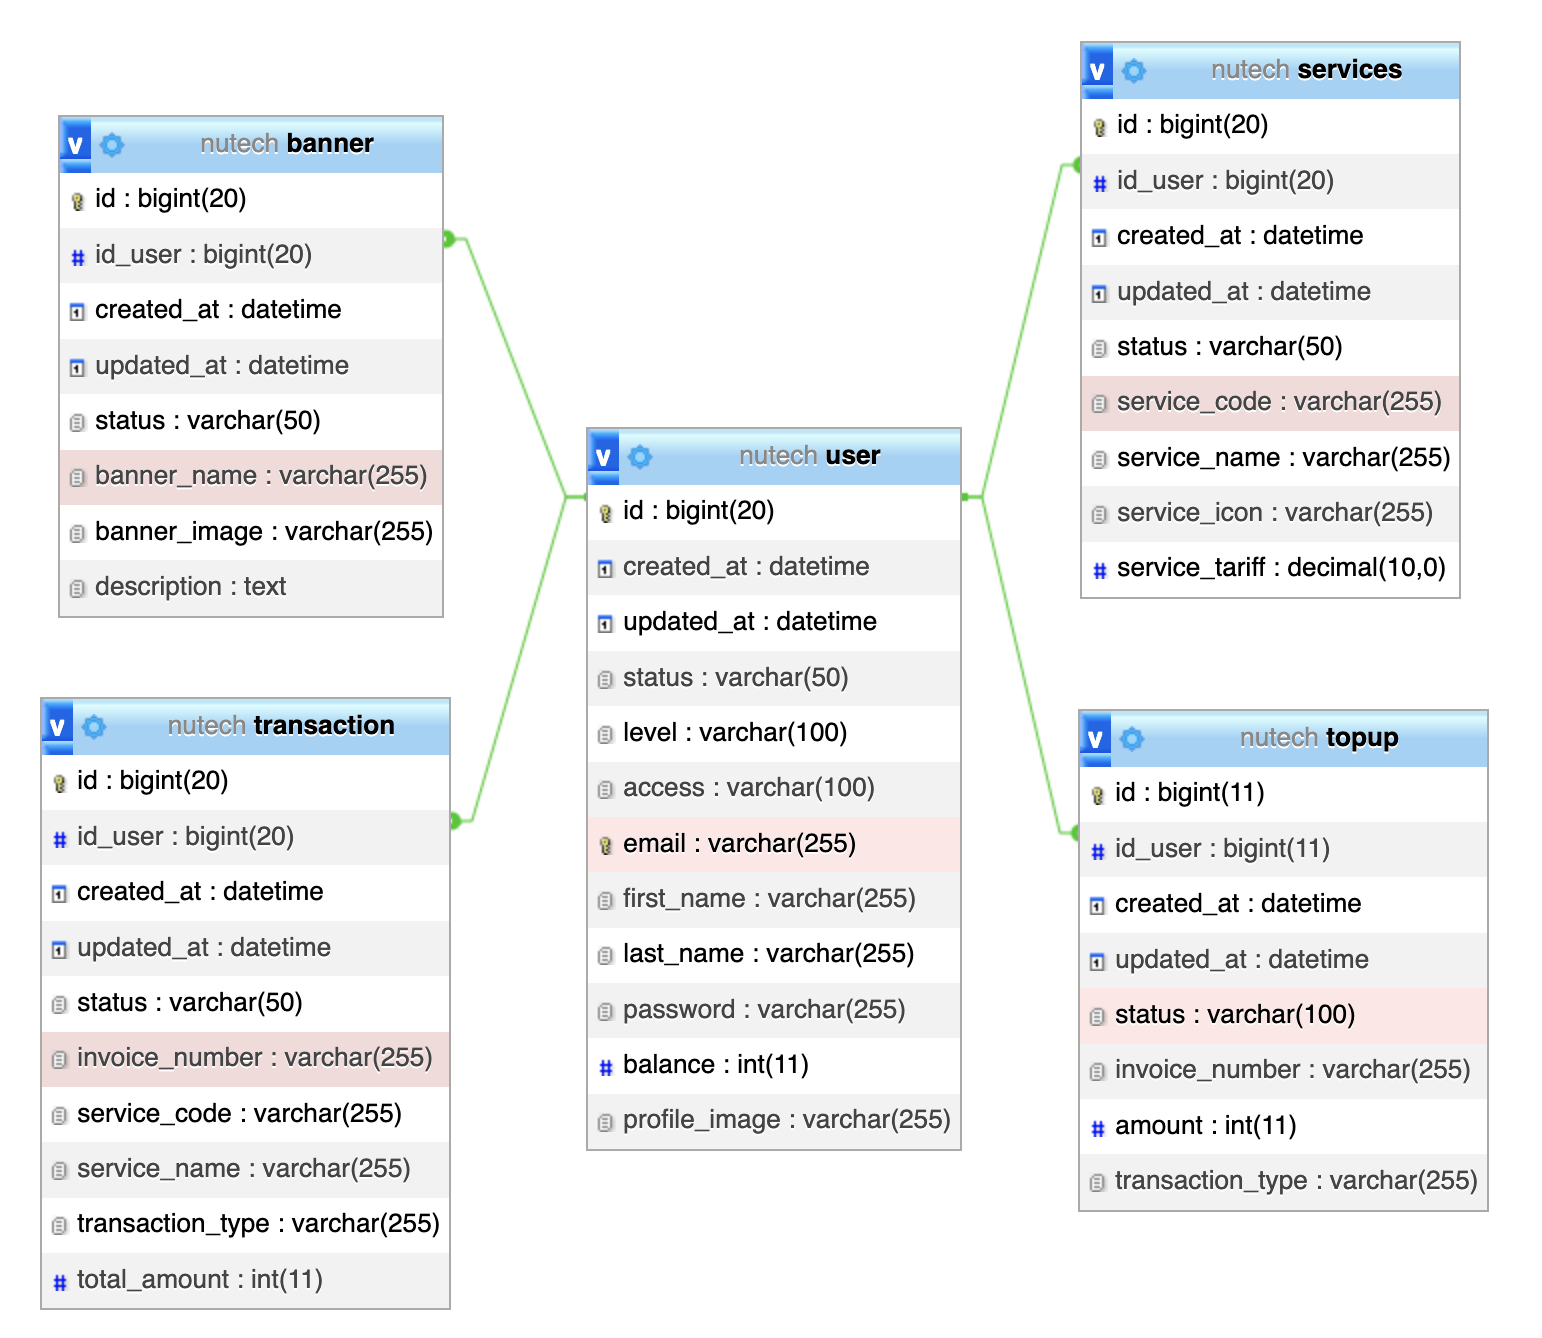 v nutech banner
id : bigint(20)
id_user : bigint(20)
created_at : datetime
updated_at : datetime
status : varchar(50)
banner_name : varchar(255)
banner_image : varchar(255)
description : text
v nutech transaction
id : bigint(20)
id_user : bigint(20)
created_at : datetime
updated_at : datetime
status : varchar(50)
invoice_number : varchar(255)
service_code : varchar(255)
service_name : varchar(255)
transaction_type : varchar(255)
total_amount : int(11)
v nutech user
id : bigint(20)
created_at : datetime
updated_at : datetime
status : varchar(50)
level : varchar(100)
access : varchar(100)
email : varchar(255)
first_name : varchar(255)
last_name : varchar(255)
password : varchar(255)
balance : int(11)
profile_image : varchar(255)
v nutech services
id : bigint(20)
id_user : bigint(20)
created_at : datetime
updated_at : datetime
status : varchar(50)
service_code : varchar(255)
service_name : varchar(255)
service_icon : varchar(255)
service_tariff : decimal(10,0)
v nutech topup
id : bigint(11)
id_user : bigint(11)
created_at : datetime
updated_at : datetime
status : varchar(100)
invoice_number : varchar(255)
amount : int(11)
transaction_type : varchar(255)